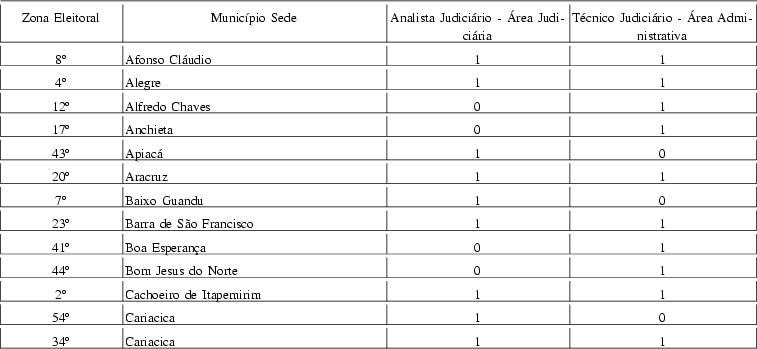 Zona Eleitoral Município Sede Analista Judiciário - Área Judi- Técnico Judiciário - Área Admi-
ciária nistrativa
8º Afonso Cláudio 1 1
4º Alegre 1 1
12º Alfredo Chaves 0 1
17º Anchieta 0 1
43º Apiacá 1 0
20º Aracruz 1 1
7º Baixo Guandu 1 0
23º Barra de São Francisco 1 1
41º Boa Esperança 0 1
44º Bom Jesus do Norte 0 1
2º Cachoeiro de Itapemirim 1 1
54º Cariacica 1 0
34º Cariacica 1 1